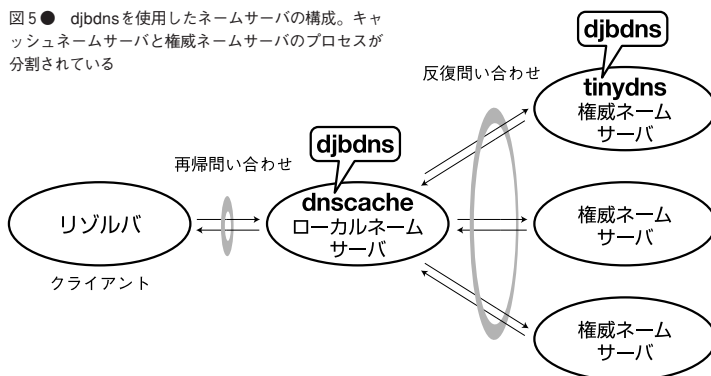 図5● djbdnsを使用したネームサーバの構成。キャ
ッシュネームサーバと権威ネームサーバのプロセスが
分割されている
djbdns
反復問い合わせ
tinydns
権威ネーム
サーバ
djbdns
再帰問い合わせ
dnscache
ローカルネーム
サーバ
リゾルバ
クライアント
権威ネーム
サーバ
権威ネーム
サーバ